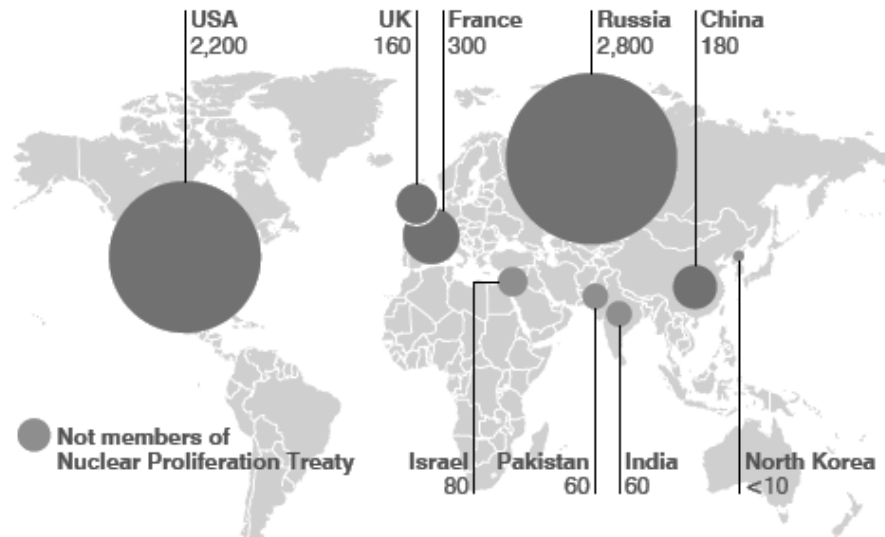 USA
2,200
UK
160
France
300
Russia
2,800
China
180
Not members of
Nuclear Proliferation Treaty
Israel
80
Pakistan
60
India
60
North Korea
<10